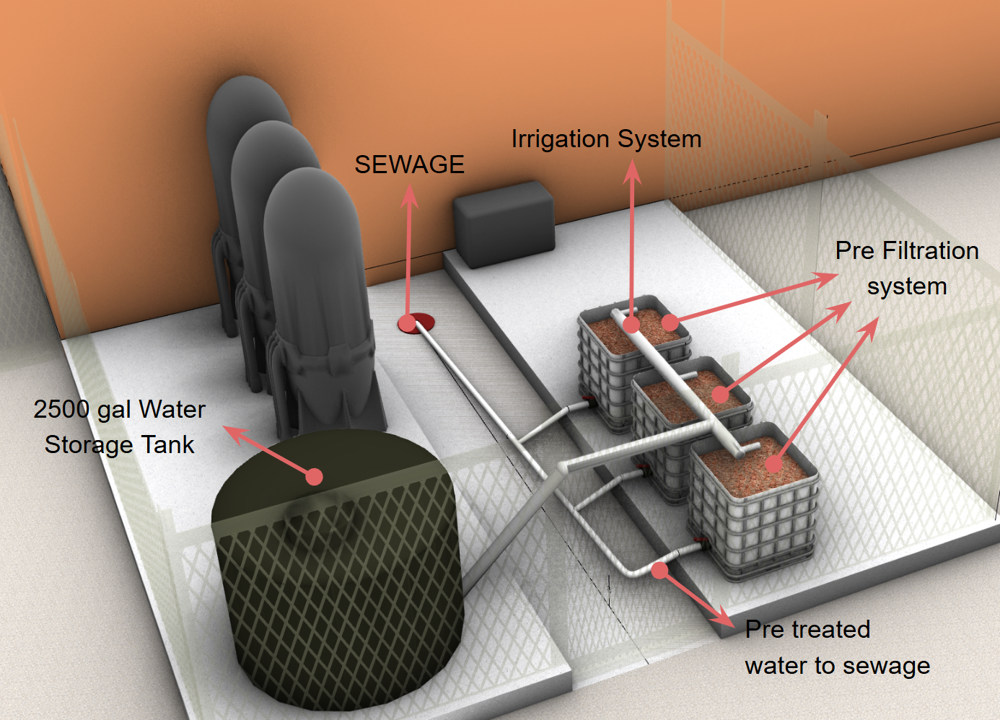 Irrigation System
SEWAGE
Pre Filtration
system
2500 gal Water
Storage Tank
Pre treated
water to sewage